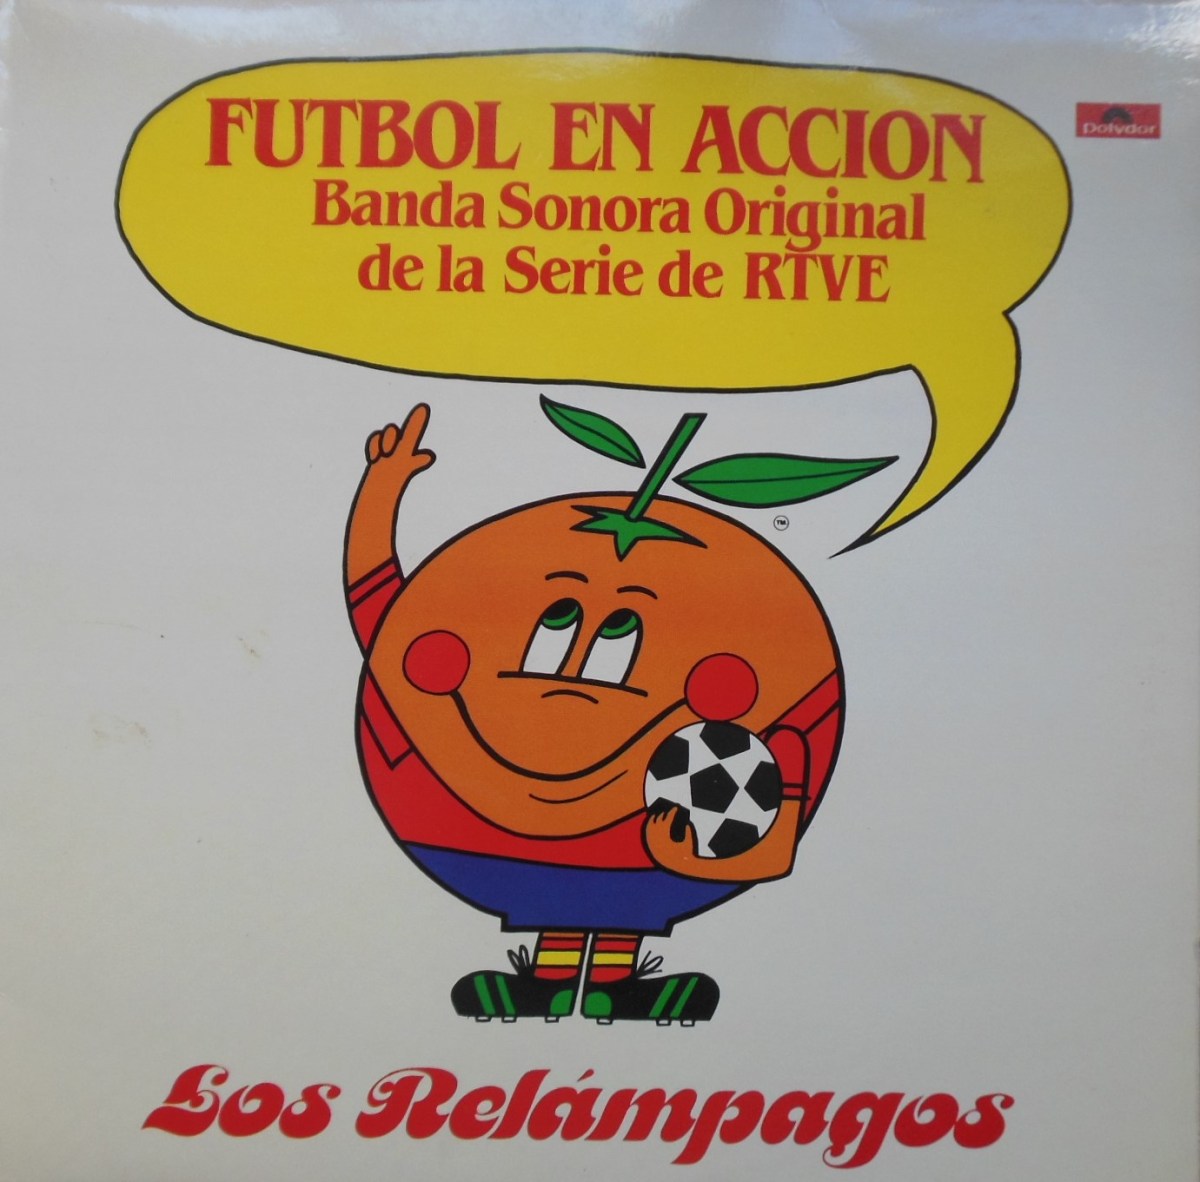 FUTBOL EN ACCION
Banda Sonora Original
de la Serie de RTVE
Polydor
TM
Los Relámpagos